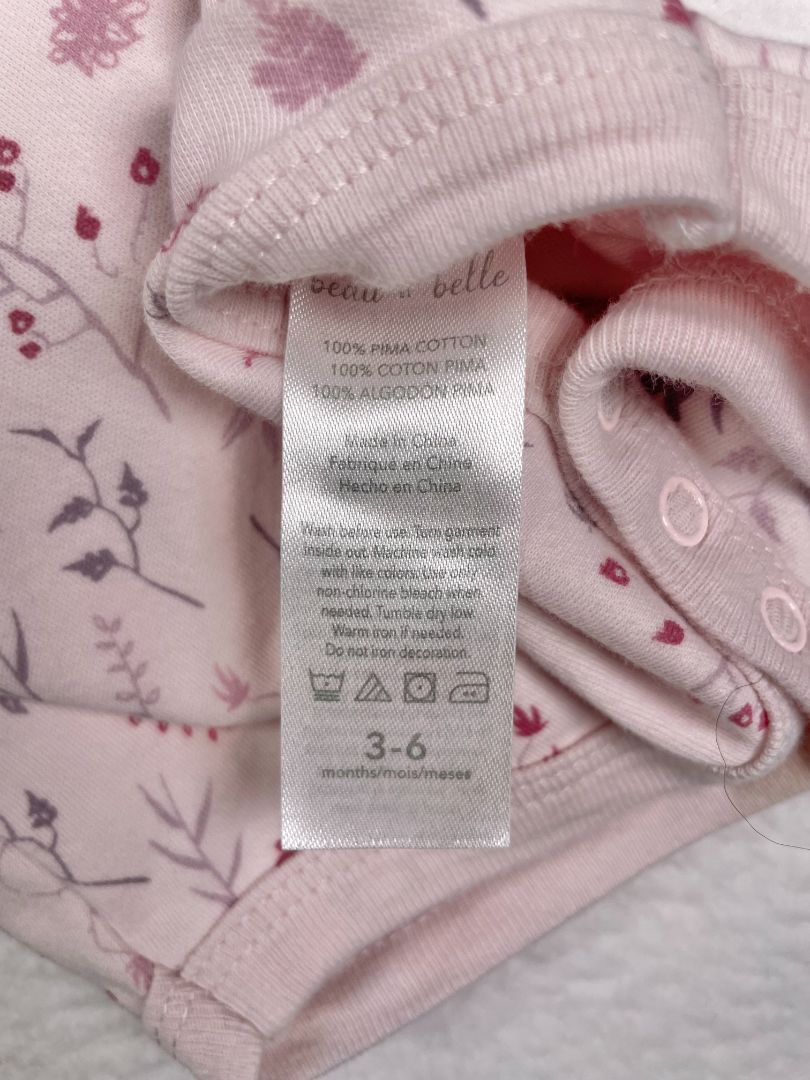 beau n belle
100% PIMA COTTON
100% COTON PIMA
100% ALGODÓN PIMA
Made in China
Fabriqué en Chine
Hecho en China
Wash before use. Turn garment
inside out. Machine wash cold
with like colors. Use only
non-chlorine bleach when
needed. Tumble dry low.
Warm iron if needed.
Do not iron decoration.
3-6
months/mois/meses